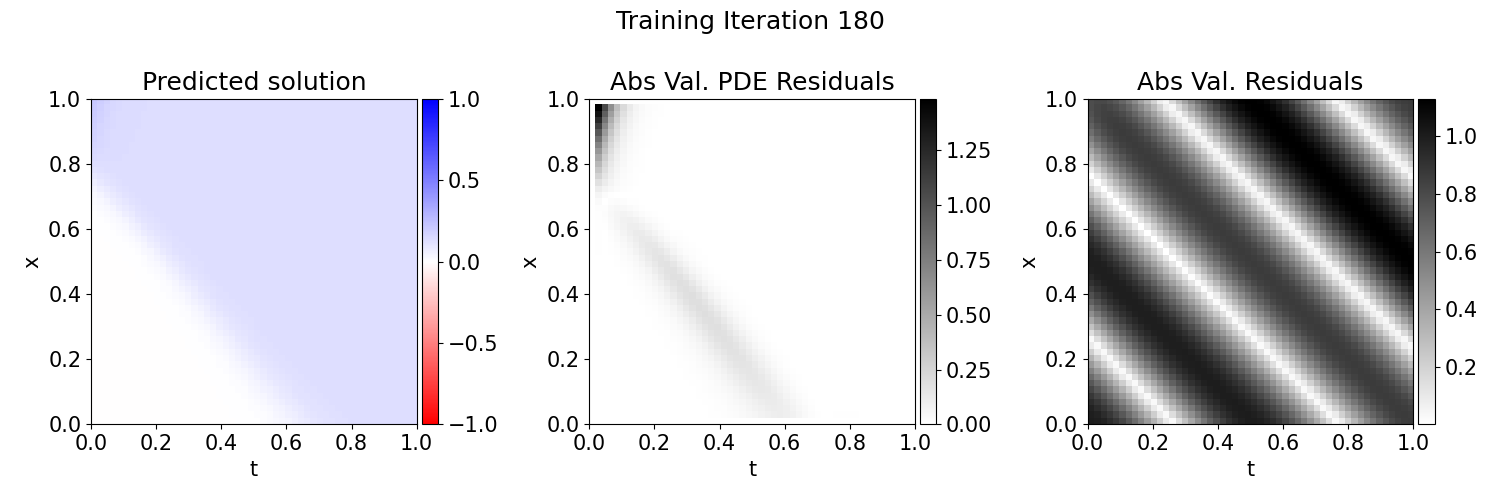 Training Iteration 180
Predicted solution
1.0
0.8
0.6
0.4
0.2
0.0
x
0.0 0.2 0.4 0.6 0.8 1.0
t
1.0
0.5
0.0
−0.5
−1.0
Abs Val. PDE Residuals
1.0
0.8
0.6
0.4
0.2
0.0
x
0.0 0.2 0.4 0.6 0.8 1.0
t
1.25
1.00
0.75
0.50
0.25
0.00
Abs Val. Residuals
1.0
0.8
0.6
0.4
0.2
0.0
x
0.0 0.2 0.4 0.6 0.8 1.0
t
1.0
0.8
0.6
0.4
0.2